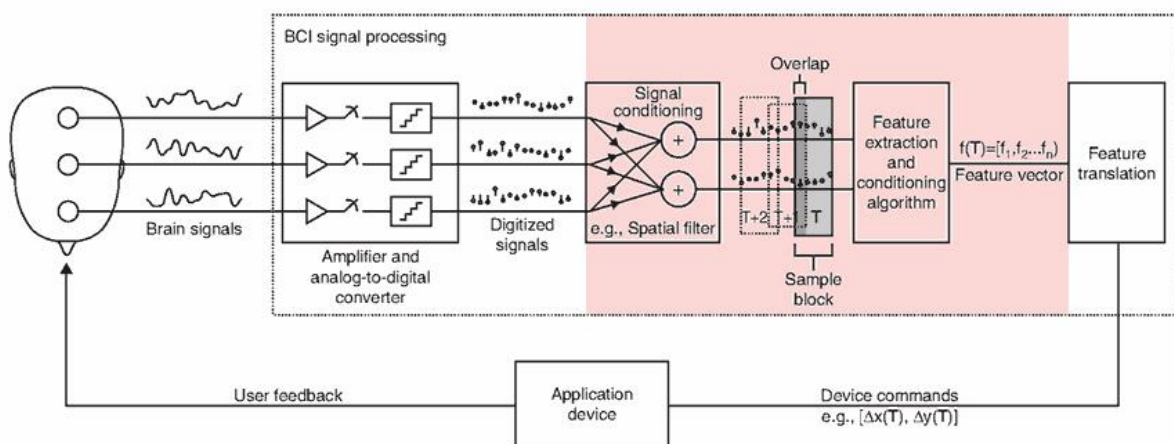 BCI signal processing
Overlap
Signal
conditioning
+
+
e.g., Spatial filter
T+2
T+1
T
Sample
block
Feature
extraction
and
conditioning
algorithm
f(T)=[f1,f2...fn)
Feature vector
Feature
translation
Brain signals
Digitized
signals
Amplifier and
analog-to-digital
converter
User feedback
Application
device
Device commands
e.g., [Δx(T), Δy(T)]